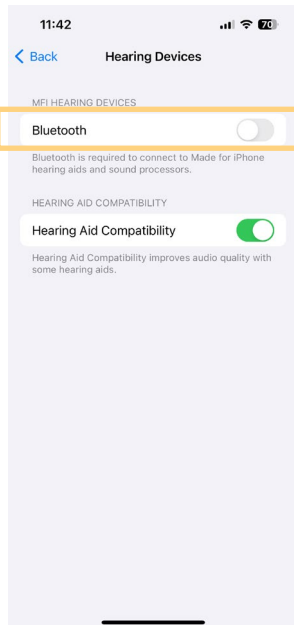 11:42
70
Back
Hearing Devices
MFI HEARING DEVICES
Bluetooth
Bluetooth is required to connect to Made for iPhone
hearing aids and sound processors.
HEARING AID COMPATIBILITY
Hearing Aid Compatibility
Hearing Aid Compatibility improves audio quality with
some hearing aids.